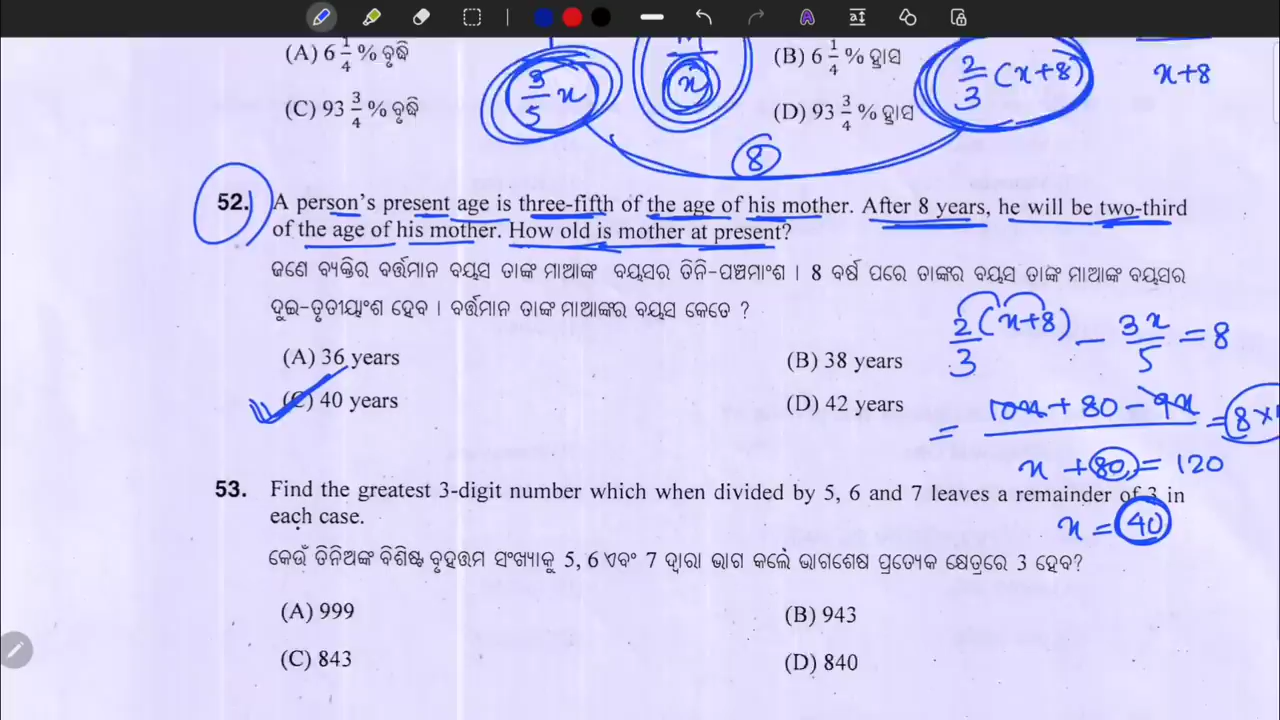 (A) 6 1/4 % ବୃଦ୍ଧି
(B) 6 1/4 % ହ୍ରାସ
3/5 x
x
2/3 (x+8)
x+8
(C) 93 3/4 % ବୃଦ୍ଧି
(D) 93 3/4 % ହ୍ରାସ
8
52. A person's present age is three-fifth of the age of his mother. After 8 years, he will be two-third
of the age of his mother. How old is mother at present?
ଜଣେ ବ୍ୟକ୍ତିର ବର୍ତ୍ତମାନ ବୟସ ତାଙ୍କ ମାଆଙ୍କ ବୟସର ତିନି-ପଞ୍ଚମାଂଶ । 8 ବର୍ଷ ପରେ ତାଙ୍କର ବୟସ ତାଙ୍କ ମାଆଙ୍କ ବୟସର
ଦୁଇ-ତୃତୀୟାଂଶ ହେବ । ବର୍ତ୍ତମାନ ତାଙ୍କ ମାଆଙ୍କର ବୟସ କେତେ ?
2/3 (x+8) - 3x/5 = 8
(A) 36 years
(B) 38 years
(C) 40 years
(D) 42 years
= 10x + 80 - 9x = 8 ×
x + 80 = 120
x = 40
53. Find the greatest 3-digit number which when divided by 5, 6 and 7 leaves a remainder of 3 in
each case.
କେଉଁ ତିନିଅଙ୍କ ବିଶିଷ୍ଟ ବୃହତ୍ତମ ସଂଖ୍ୟାକୁ 5, 6 ଏବଂ 7 ଦ୍ୱାରା ଭାଗ କଲେ ଭାଗଶେଷ ପ୍ରତ୍ୟେକ କ୍ଷେତ୍ରରେ 3 ହେବ?
(A) 999
(B) 943
(C) 843
(D) 840